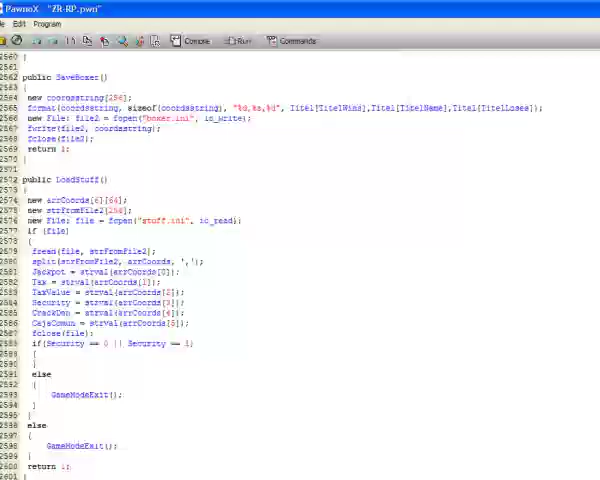 PawnoX "ZR-RP.pwn"
le Edit Program
Compile Run Commands
2560 }
2561
2562 public SaveBoxer()
2563 {
2564 new coordsstring[256];
2565 format(coordsstring, sizeof(coordsstring), "%d,%s,%d", Titel[TitelWins],Titel[TitelName],Titel[TitelLoses]);
2566 new File: file2 = fopen("boxer.ini", io_write);
2567 fwrite(file2, coordsstring);
2568 fclose(file2);
2569 return 1;
2570 }
2571
2572 public LoadStuff()
2573 {
2574 new arrCoords[6][64];
2575 new strFromFile2[256];
2576 new File: file = fopen("stuff.ini", io_read);
2577 if (file)
2578 {
2579 fread(file, strFromFile2);
2580 split(strFromFile2, arrCoords, ',');
2581 Jackpot = strval(arrCoords[0]);
2582 Tax = strval(arrCoords[1]);
2583 TaxValue = strval(arrCoords[2]);
2584 Security = strval(arrCoords[3]);
2585 CrackDen = strval(arrCoords[4]);
2586 CajaComun = strval(arrCoords[5]);
2587 fclose(file);
2588 if(Security == 0 || Security == 1)
2589 {
2590 }
2591 else
2592 {
2593 GameModeExit();
2594 }
2595 }
2596 else
2597 {
2598 GameModeExit();
2599 }
2600 return 1;
2601 }